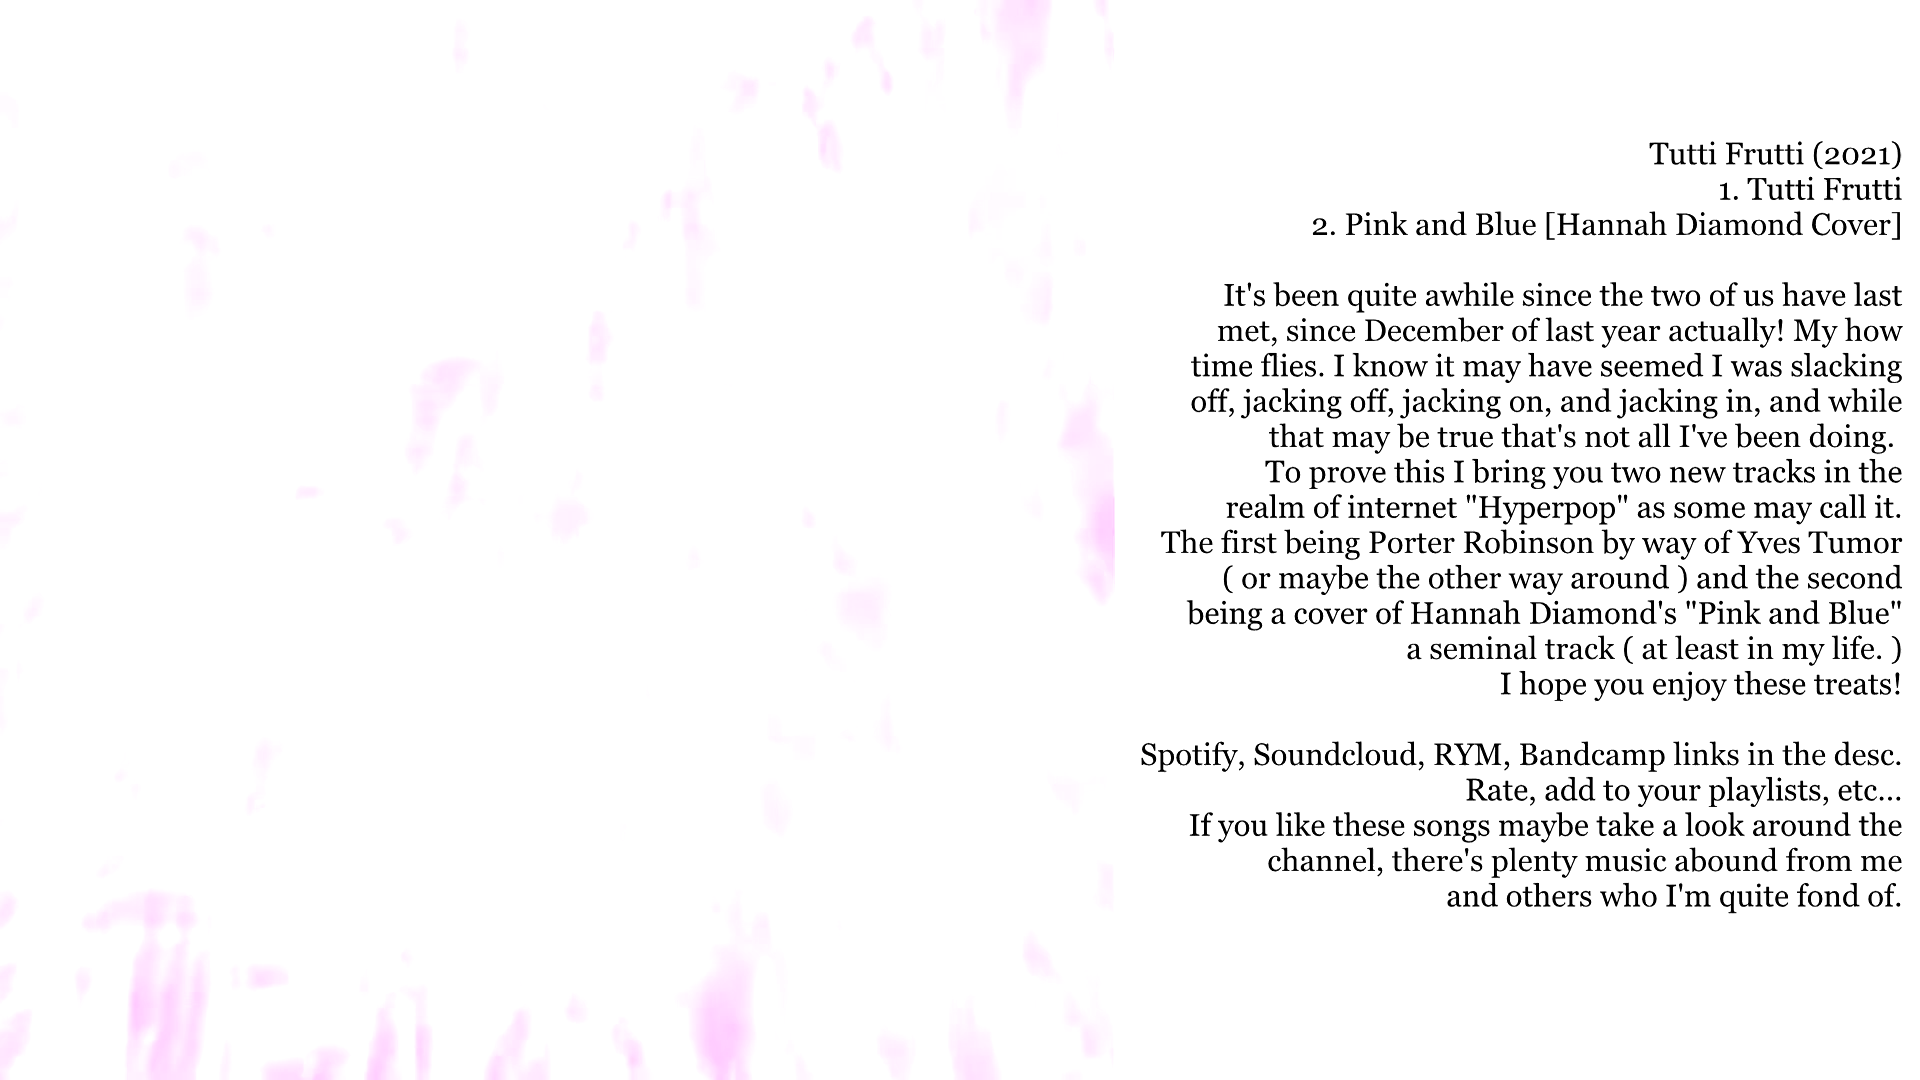 Tutti Frutti (2021)
1. Tutti Frutti
2. Pink and Blue [Hannah Diamond Cover]
It's been quite awhile since the two of us have last
met, since December of last year actually! My how
time flies. I know it may have seemed I was slacking
off, jacking off, jacking on, and jacking in, and while
that may be true that's not all I've been doing.
To prove this I bring you two new tracks in the
realm of internet "Hyperpop" as some may call it.
The first being Porter Robinson by way of Yves Tumor
( or maybe the other way around ) and the second
being a cover of Hannah Diamond's "Pink and Blue"
a seminal track ( at least in my life. )
I hope you enjoy these treats!
Spotify, Soundcloud, RYM, Bandcamp links in the desc.
Rate, add to your playlists, etc...
If you like these songs maybe take a look around the
channel, there's plenty music abound from me
and others who I'm quite fond of.